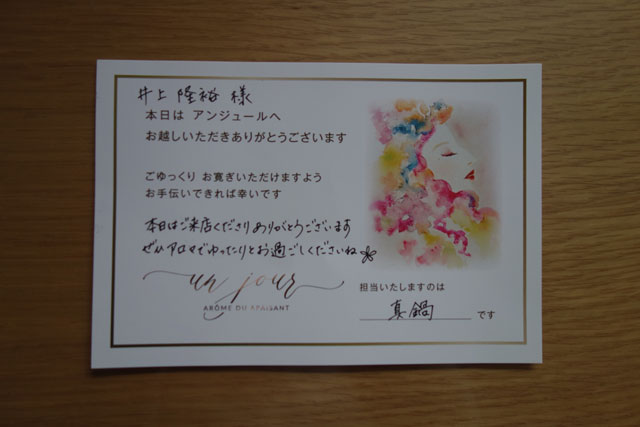 井上 隆裕 様
本日は アンジュールへ
お越しいただきありがとうございます
ごゆっくり お寛ぎいただけますよう
お手伝いできれば幸いです
本日はご来店くださりありがとうございます
ぜひアロマでゆったりとお過ごしくださいね
un jour
ARÔME DU
担当いたしますのは
真鍋 です